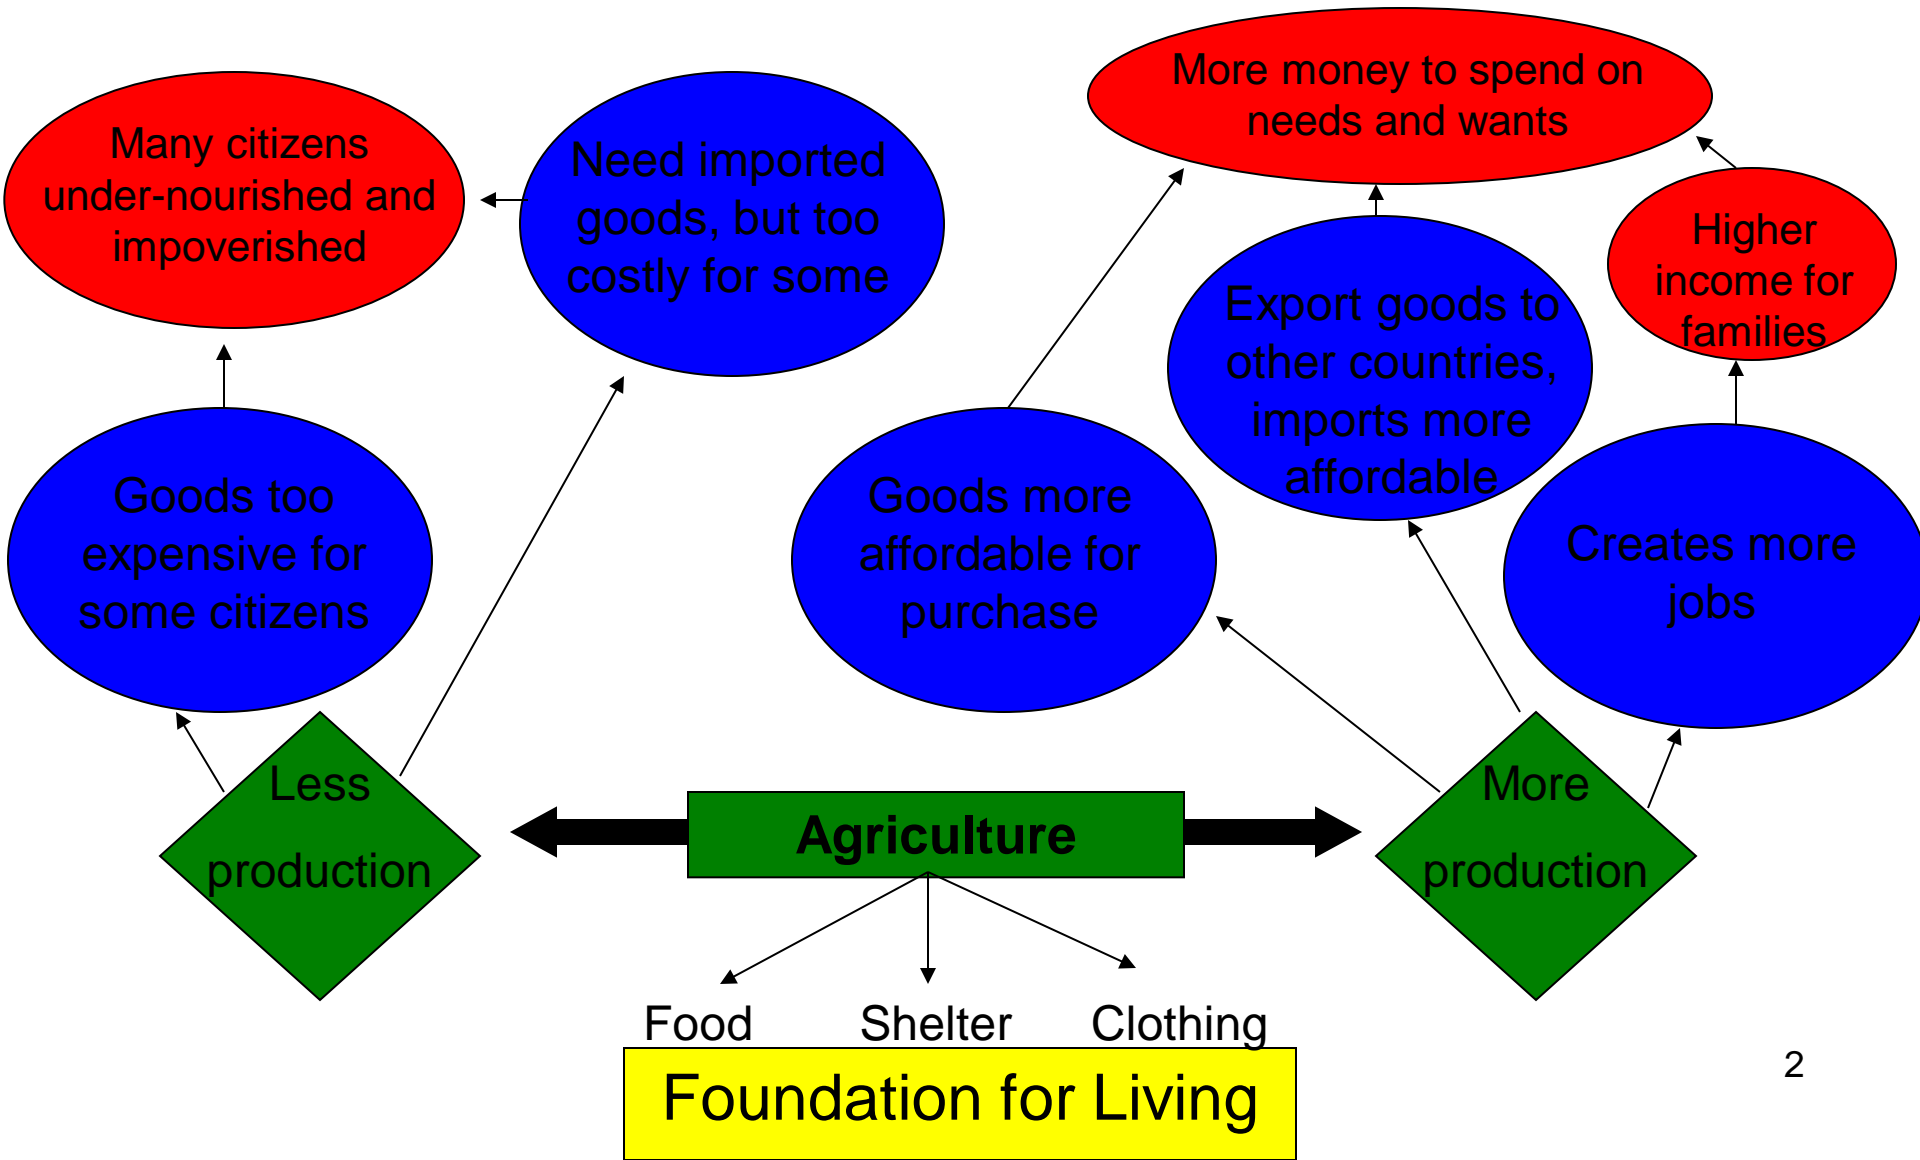 More money to spend on
needs and wants
Many citizens
under-nourished and
impoverished
Need imported
goods, but too
costly for some
Higher
income for
families
Export goods to
other countries,
imports more
affordable
Goods too
expensive for
some citizens
Goods more
affordable for
purchase
Creates more
jobs
Less
production
Agriculture
More
production
Food Shelter Clothing
Foundation for Living
2